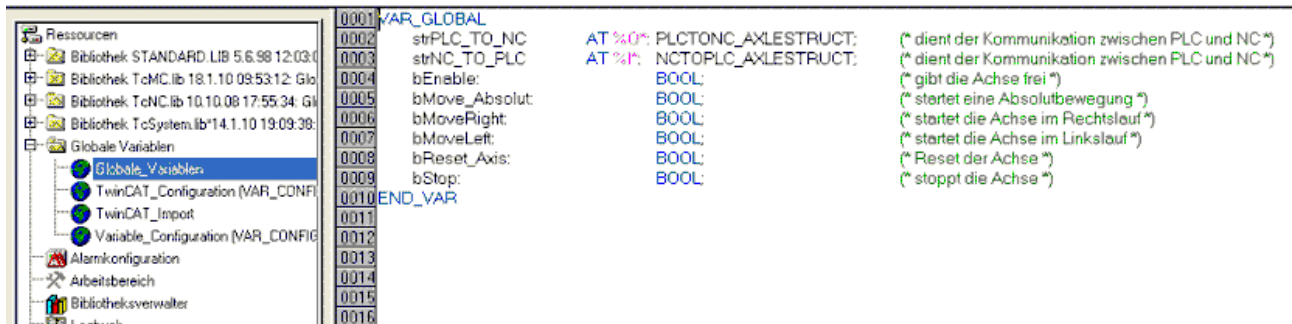 Ressourcen
Bibliothek STANDARD.LIB 5.6.98 12:03:0
Bibliothek TcMC.lib 18.1.10 09:53:12: Glo
Bibliothek TcNC.lib 10.10.08 17:55:34: Gl
Bibliothek TcSystem.lib*14.1.10 19:09:38:
Globale Variablen
Globale_Variablen
TwinCAT_Configuration (VAR_CONFI
TwinCAT_Import
Variable_Configuration (VAR_CONFIG
Alarmkonfiguration
Arbeitsbereich
Bibliotheksverwalter
Logbuch
0001 VAR_GLOBAL
0002 strPLC_TO_NC AT %Q*: PLCTONC_AXLESTRUCT; (* dient der Kommunikation zwischen PLC und NC *)
0003 strNC_TO_PLC AT %I*: NCTOPLC_AXLESTRUCT; (* dient der Kommunikation zwischen PLC und NC *)
0004 bEnable: BOOL; (* gibt die Achse frei *)
0005 bMove_Absolut: BOOL; (* startet eine Absolutbewegung *)
0006 bMoveRight: BOOL; (* startet die Achse im Rechtslauf *)
0007 bMoveLeft: BOOL; (* startet die Achse im Linkslauf *)
0008 bReset_Axis: BOOL; (* Reset der Achse *)
0009 bStop: BOOL; (* stoppt die Achse *)
0010 END_VAR
0011
0012
0013
0014
0015
0016